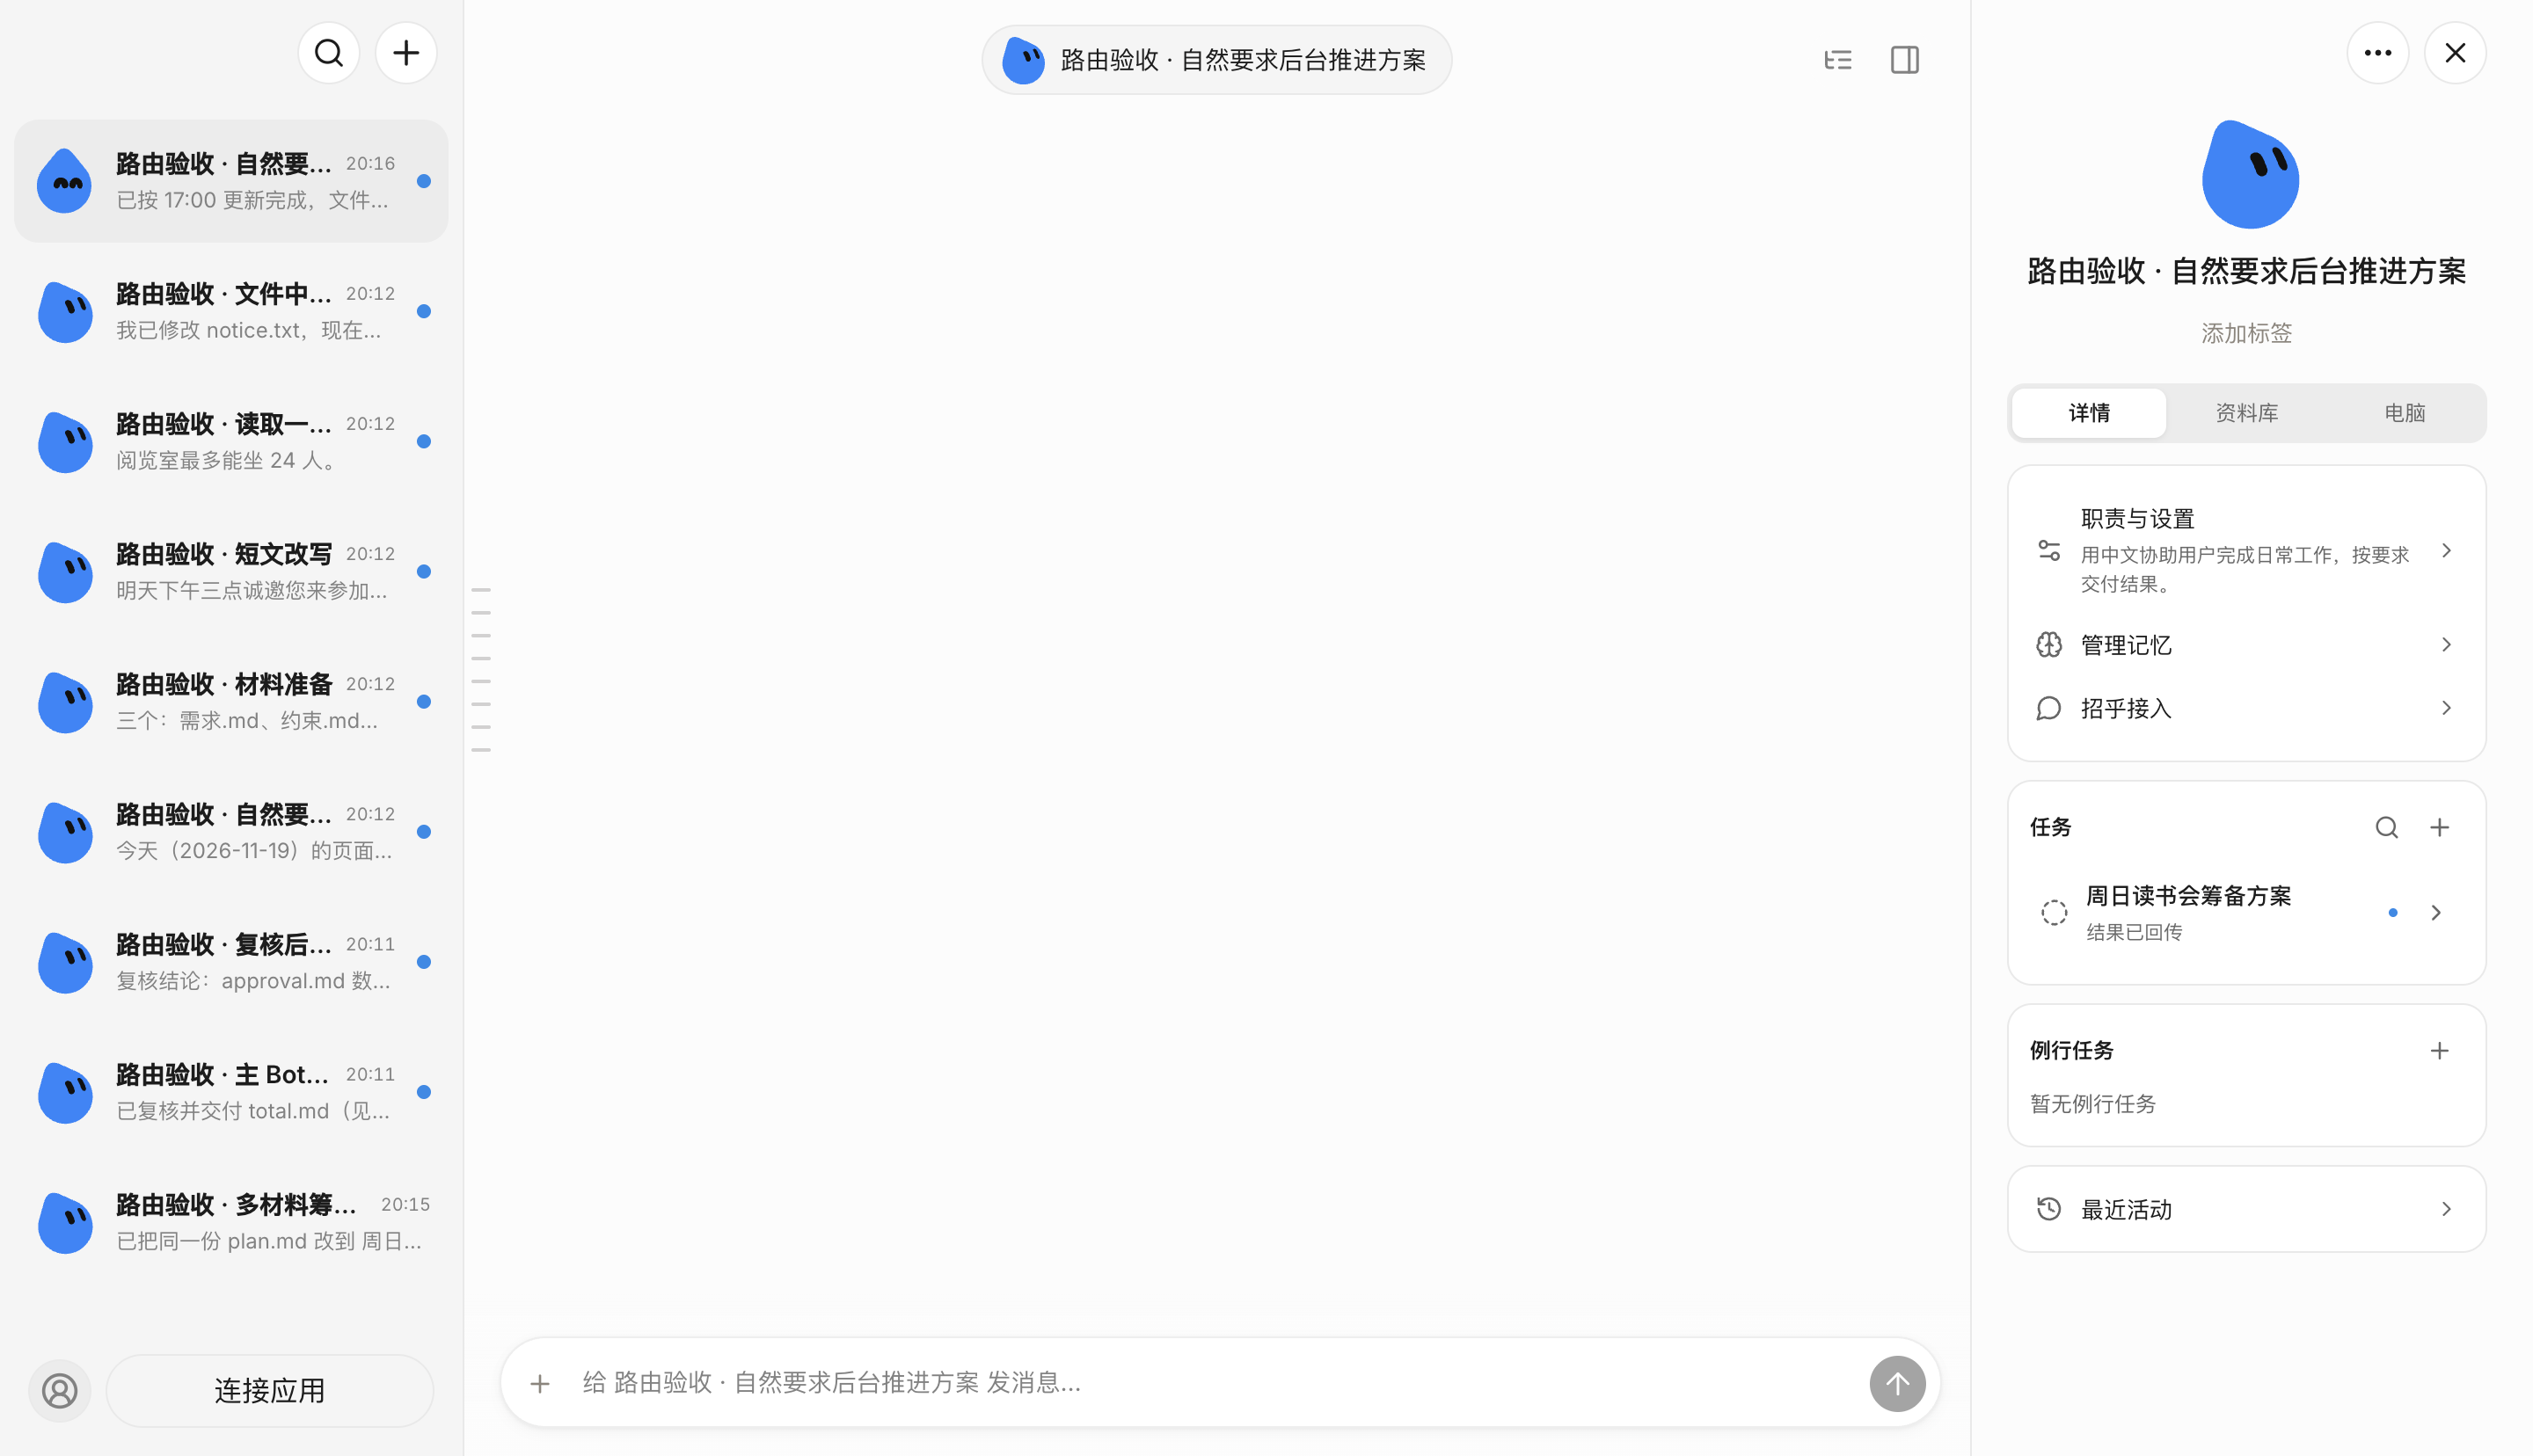 路由验收 · 自然要... 20:16
已按 17:00 更新完成，文件...
路由验收 · 文件中... 20:12
我已修改 notice.txt，现在...
路由验收 · 读取一... 20:12
阅览室最多能坐 24 人。
路由验收 · 短文改写 20:12
明天下午三点诚邀您来参加...
路由验收 · 材料准备 20:12
三个：需求.md、约束.md...
路由验收 · 自然要... 20:12
今天（2026-11-19）的页面...
路由验收 · 复核后... 20:11
复核结论：approval.md 数...
路由验收 · 主 Bot... 20:11
已复核并交付 total.md（见...
路由验收 · 多材料筹... 20:15
已把同一份 plan.md 改到 周日...
连接应用
路由验收 · 自然要求后台推进方案
给 路由验收 · 自然要求后台推进方案 发消息...
路由验收 · 自然要求后台推进方案
添加标签
详情 资料库 电脑
职责与设置
用中文协助用户完成日常工作，按要求
交付结果。
管理记忆
招乎接入
任务
周日读书会筹备方案
结果已回传
例行任务
暂无例行任务
最近活动